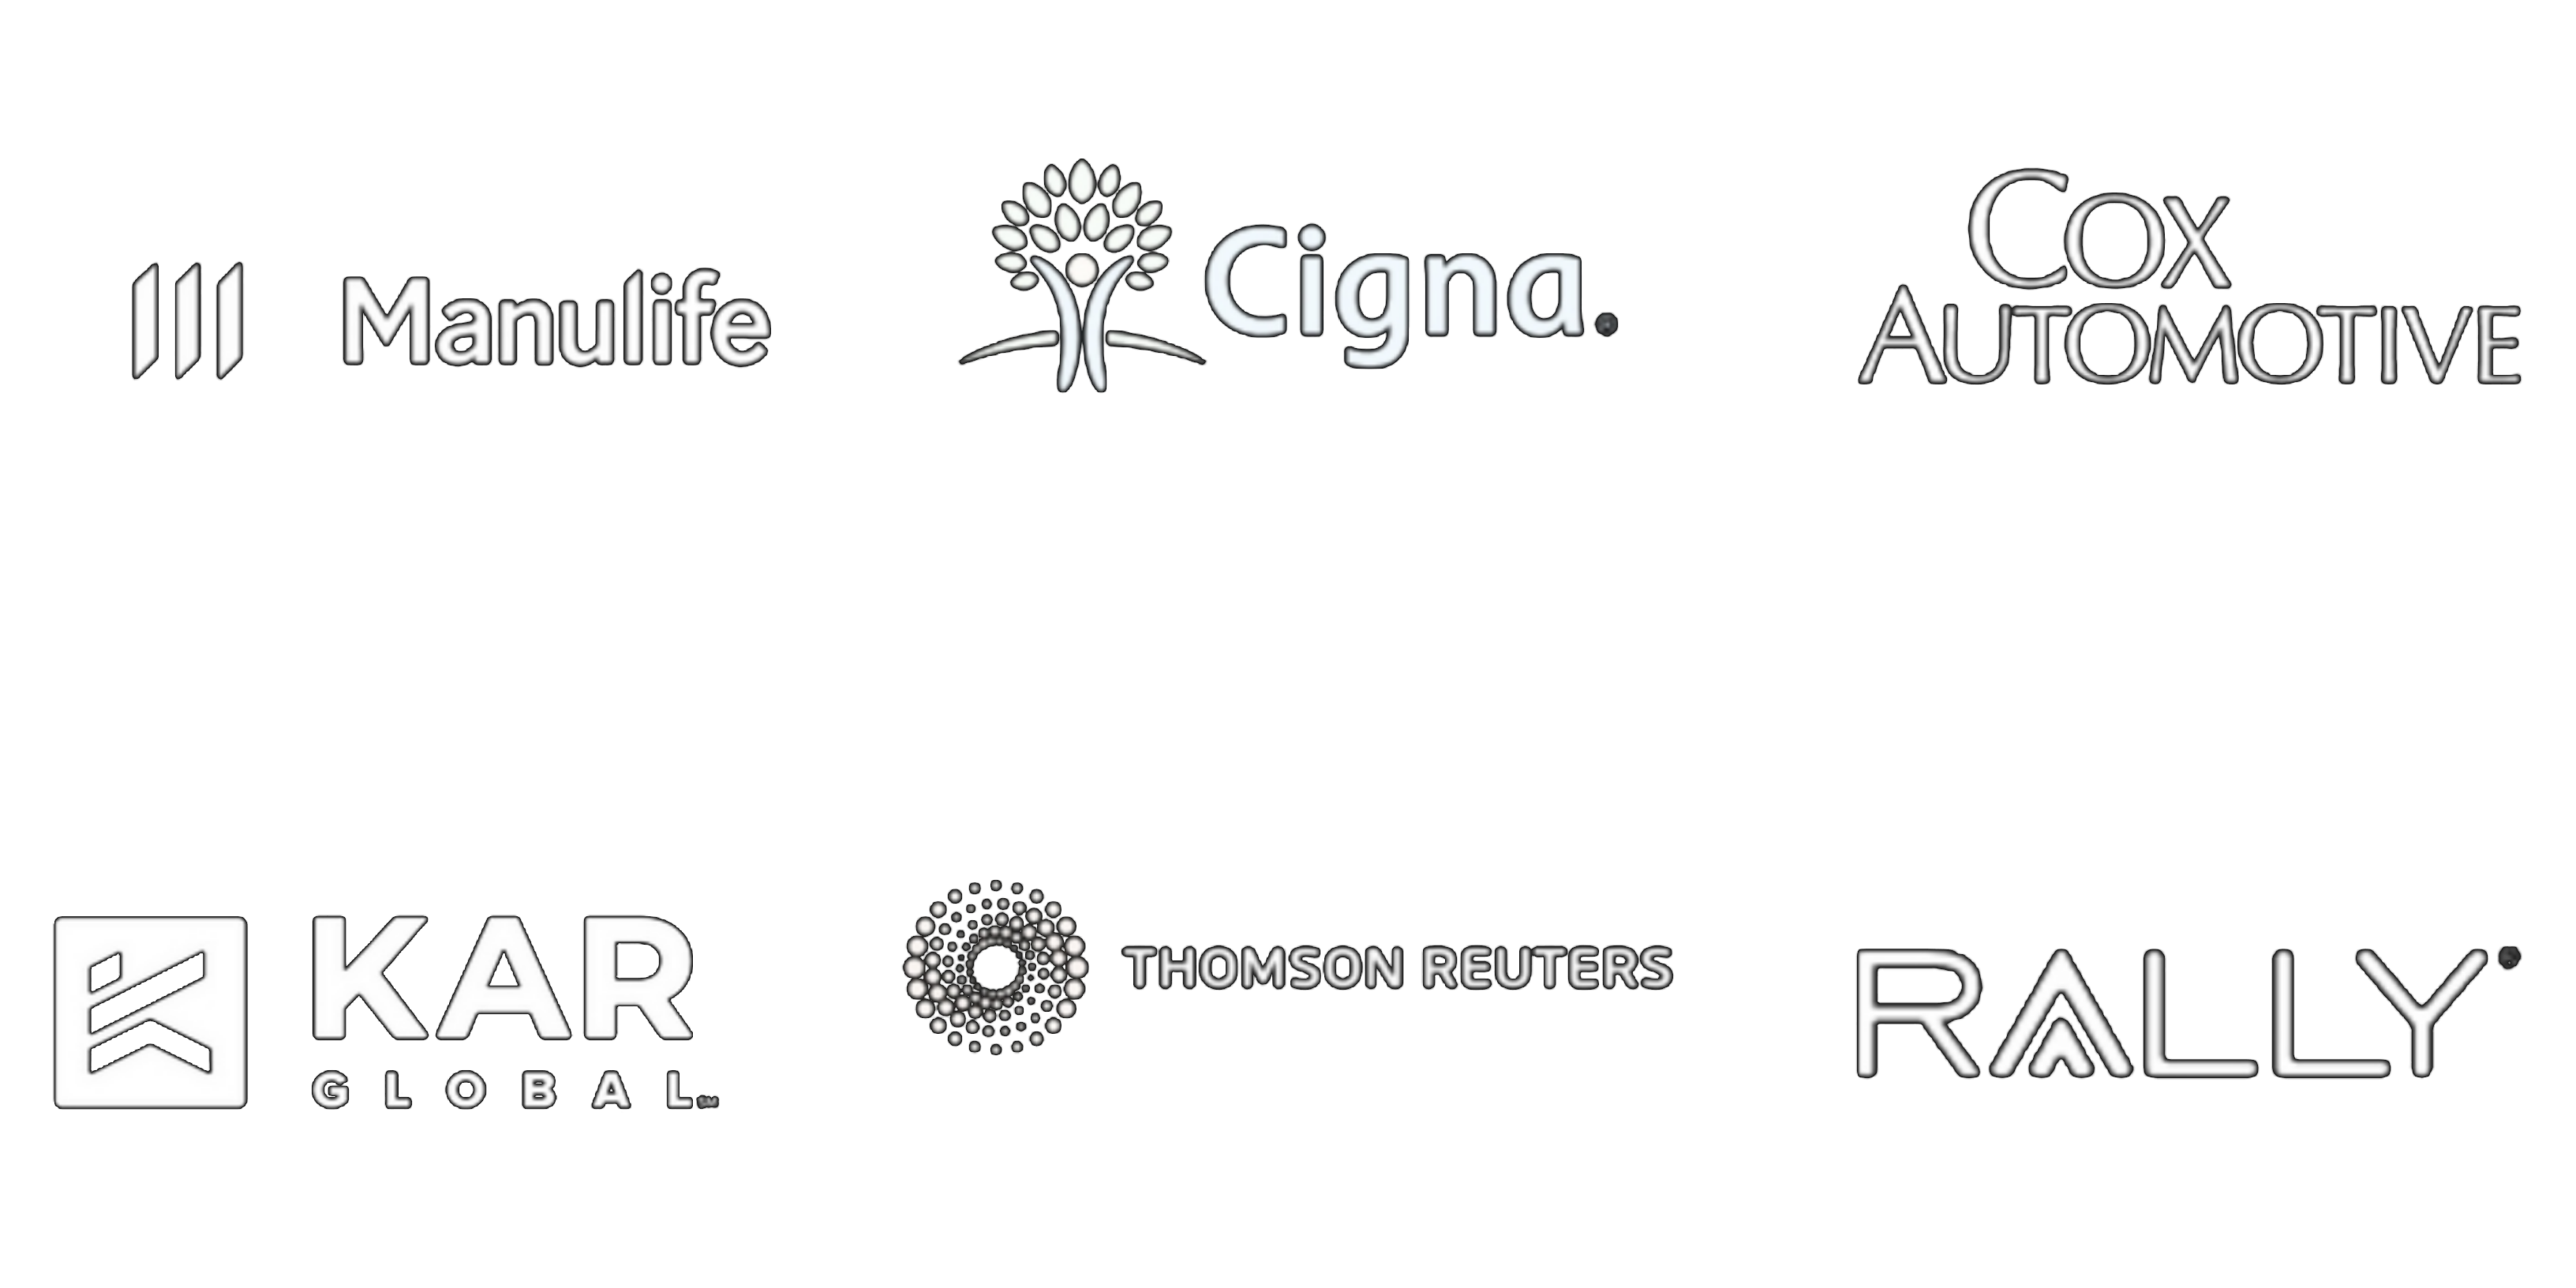 Manulife
Cigna.
COX
AUTOMOTIVE
KAR
GLOBAL
THOMSON REUTERS
RALLY